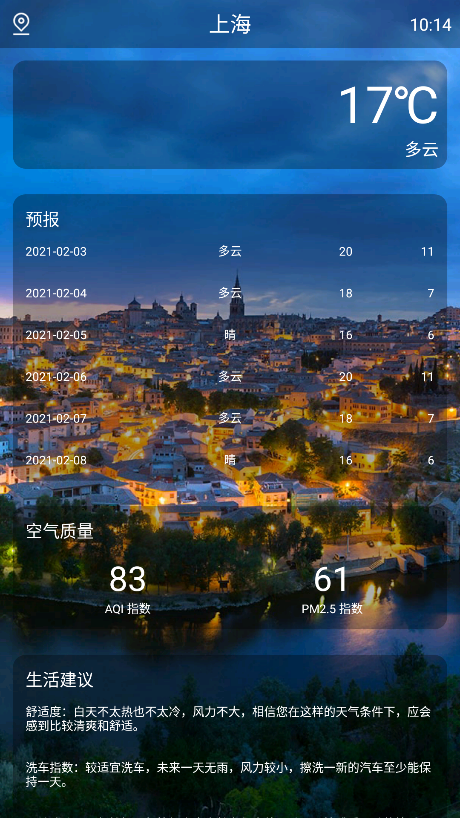 上海 10:14
17℃
多云
预报
2021-02-03 多云 20 11
2021-02-04 多云 18 7
2021-02-05 晴 16 6
2021-02-06 多云 20 11
2021-02-07 多云 18 7
2021-02-08 晴 16 6
空气质量
83 61
AQI 指数 PM2.5 指数
生活建议
舒适度：白天不太热也不太冷，风力不大，相信您在这样的天气条件下，应会
感到比较清爽和舒适。
洗车指数：较适宜洗车，未来一天无雨，风力较小，擦洗一新的汽车至少能保
持一天。